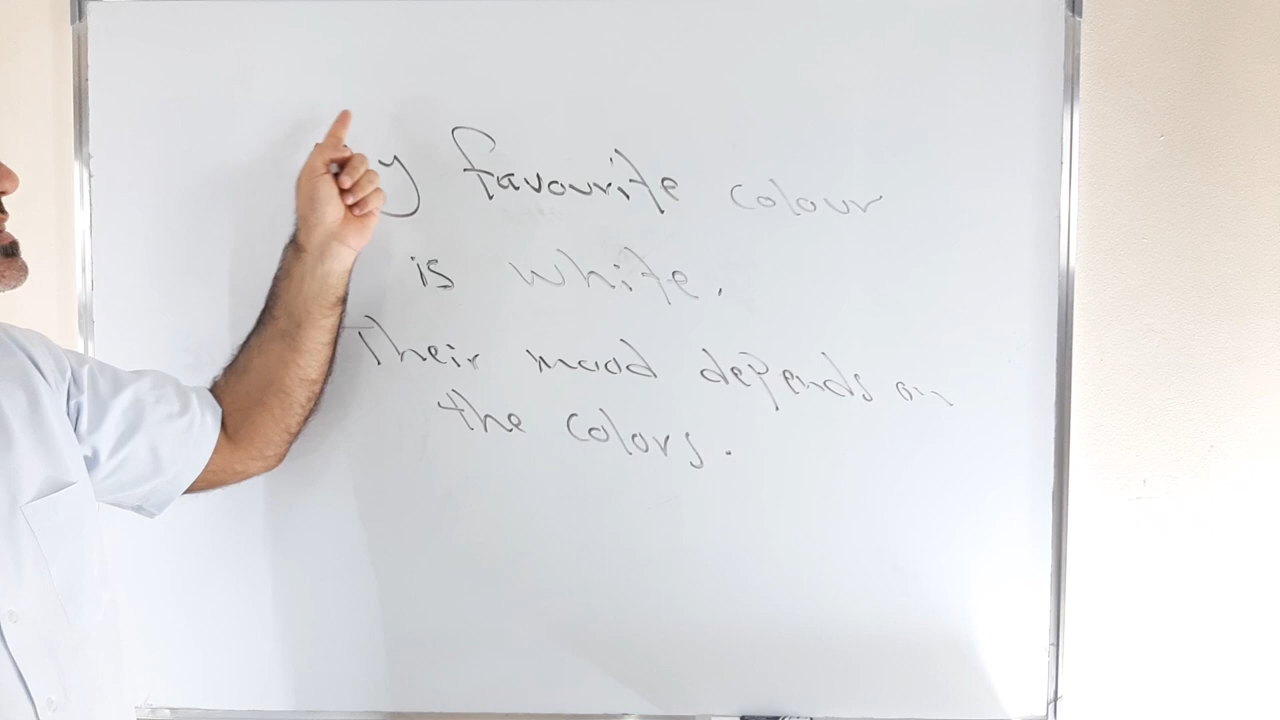 y favourite colour
is white.
Their mood depends on
the colors.